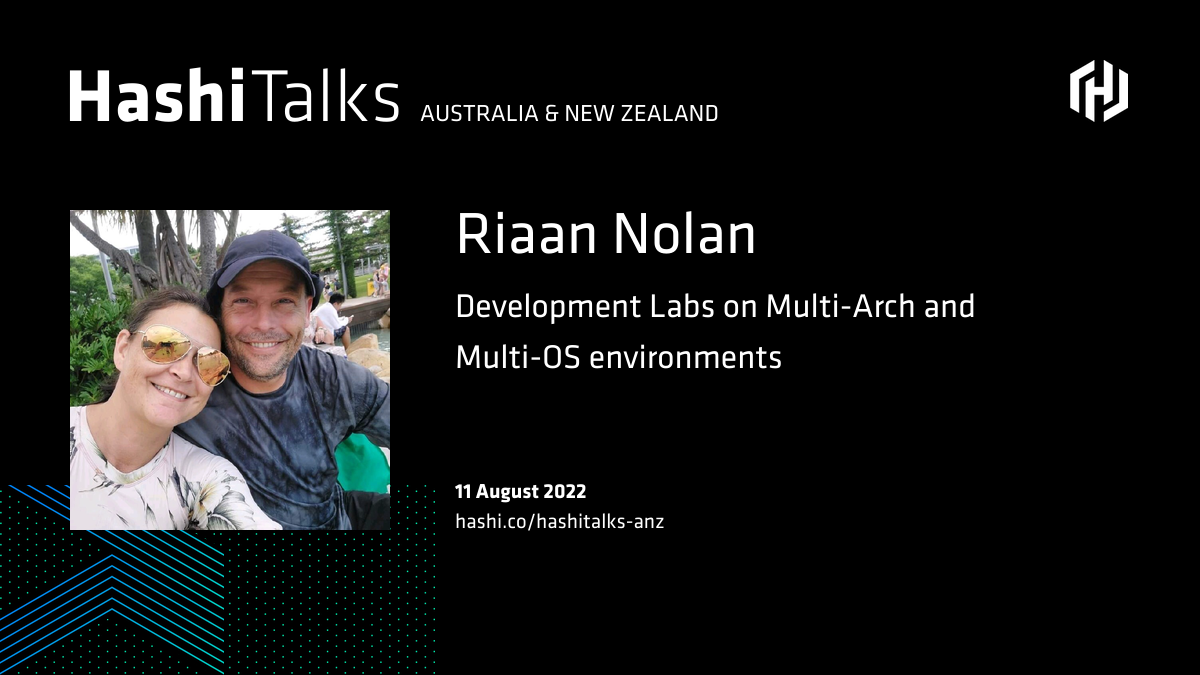 HashiTalks AUSTRALIA & NEW ZEALAND
Riaan Nolan
Development Labs on Multi-Arch and
Multi-OS environments
11 August 2022
hashi.co/hashitalks-anz